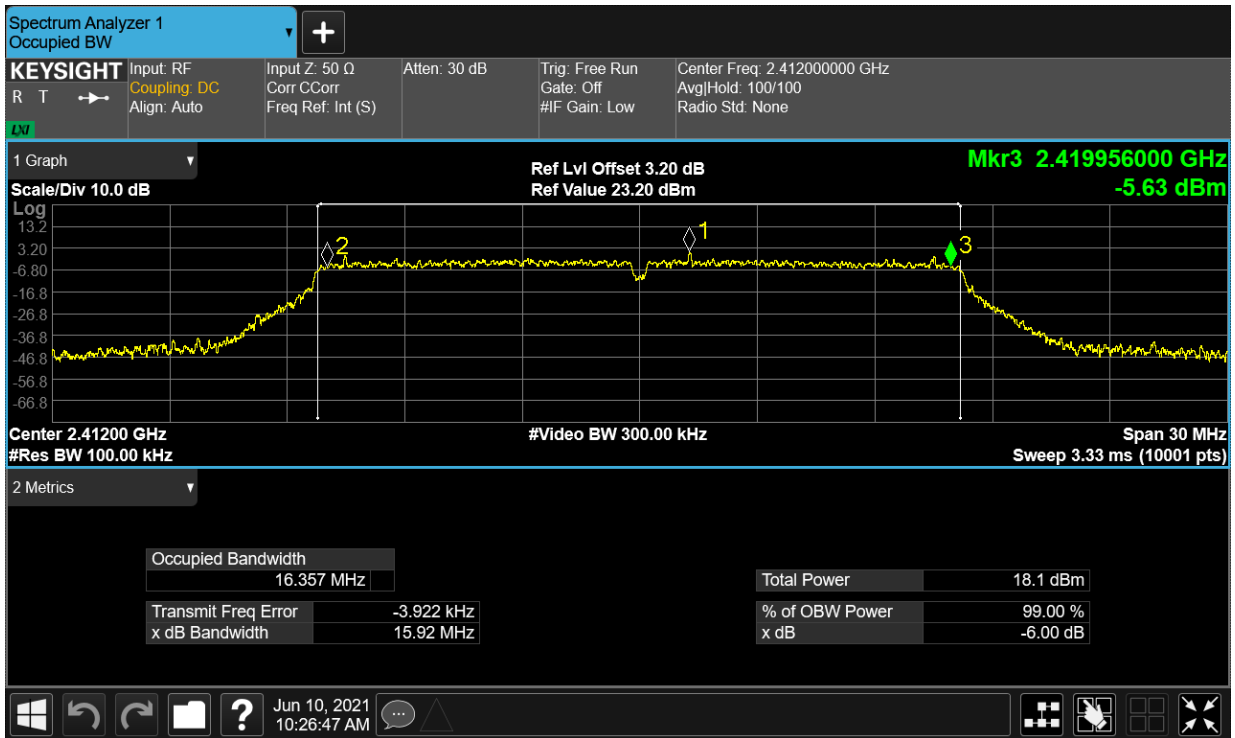 Spectrum Analyzer 1
Occupied BW
KEYSIGHT
R T
LXI
Input: RF
Coupling: DC
Align: Auto
Input Z: 50 Ω
Corr CCorr
Freq Ref: Int (S)
Atten: 30 dB
Trig: Free Run
Gate: Off
#IF Gain: Low
Center Freq: 2.412000000 GHz
Avg|Hold: 100/100
Radio Std: None
1 Graph
Scale/Div 10.0 dB
Ref Lvl Offset 3.20 dB
Ref Value 23.20 dBm
Mkr3 2.419956000 GHz
-5.63 dBm
Log
13.2
3.20
-6.80
-16.8
-26.8
-36.8
-46.8
-56.8
-66.8
2
1
3
Center 2.41200 GHz
#Res BW 100.00 kHz
#Video BW 300.00 kHz
Span 30 MHz
Sweep 3.33 ms (10001 pts)
2 Metrics
Occupied Bandwidth
16.357 MHz
Transmit Freq Error -3.922 kHz
x dB Bandwidth 15.92 MHz
Total Power 18.1 dBm
% of OBW Power 99.00 %
x dB -6.00 dB
?
Jun 10, 2021
10:26:47 AM